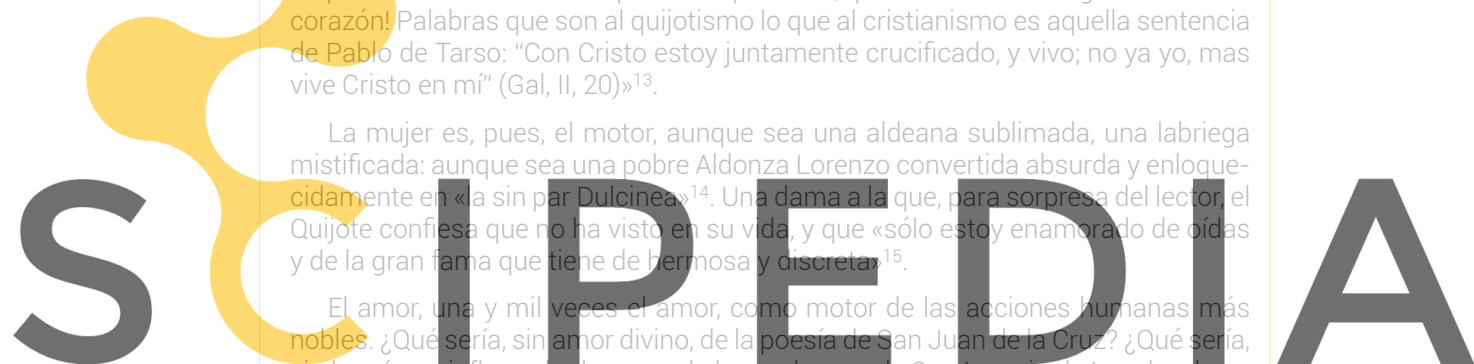 corazón! Palabras que son al quijotismo lo que al cristianismo es aquella sentencia
de Pablo de Tarso: “Con Cristo estoy juntamente crucificado, y vivo; no ya yo, mas
vive Cristo en mí” (Gal, II, 20)»13.
La mujer es, pues, el motor, aunque sea una aldeana sublimada, una labriega
mistificada: aunque sea una pobre Aldonza Lorenzo convertida absurda y enloque-
cidamente en «la sin par Dulcinea»14. Una dama a la que, para sorpresa del lector, el
Quijote confiesa que no ha visto en su vida, y que «sólo estoy enamorado de oídas
y de la gran fama que tiene de hermosa y discreta»15.
El amor, una y mil veces el amor, como motor de las acciones humanas más
nobles. ¿Qué sería, sin amor divino, de la poesía de San Juan de la Cruz? ¿Qué sería,
SCIPEDIA